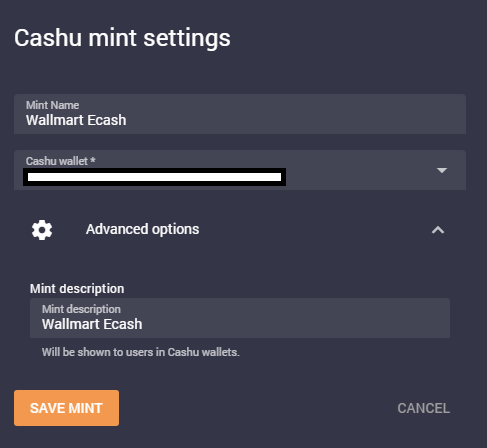 Cashu mint settings
Mint Name
Wallmart Ecash
Cashu wallet *
Advanced options
Mint description
Mint description
Wallmart Ecash
Will be shown to users in Cashu wallets.
SAVE MINT
CANCEL